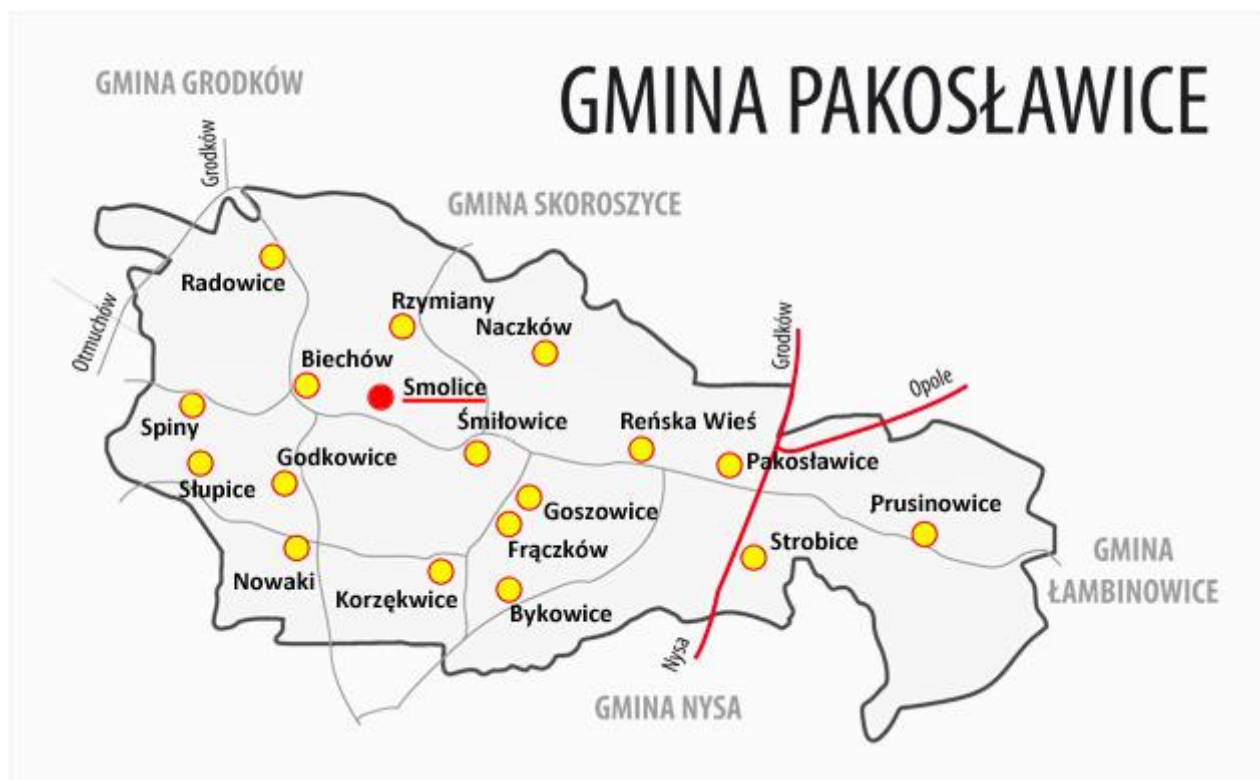 GMINA GRODKÓW
GMINA PAKOSŁAWICE
Grodków
GMINA SKOROSZYCE
Radowice
Otmuchów
Rzymiany
Naczków
Grodków
Biechów
Smolice
Opole
Spiny
Śmiłowice
Reńska Wieś
Godkowice
Pakosławice
Słupice
Goszowice
Prusinowice
Frączków
Strobice
GMINA
ŁAMBINOWICE
Nowaki
Korzękwice
Bykowice
Nysa
GMINA NYSA